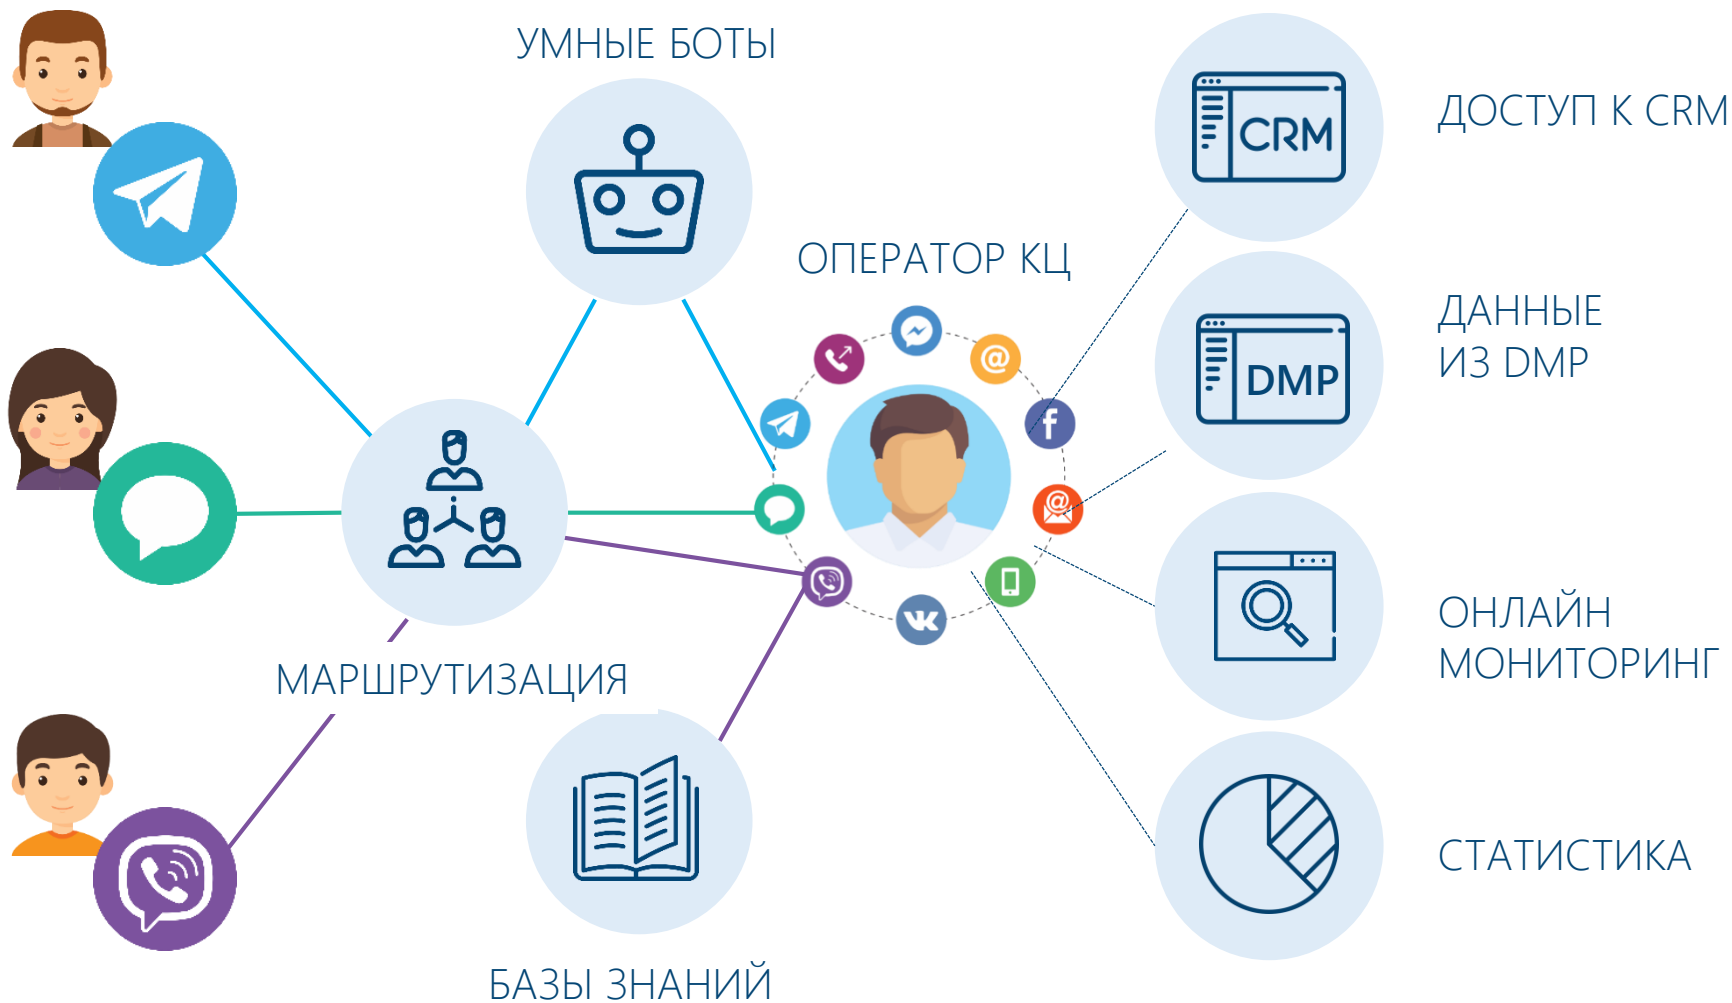 УМНЫЕ БОТЫ
ОПЕРАТОР КЦ
МАРШРУТИЗАЦИЯ
БАЗЫ ЗНАНИЙ
CRM
ДОСТУП К CRM
DMP
ДАННЫЕ
ИЗ DMP
ОНЛАЙН
МОНИТОРИНГ
СТАТИСТИКА